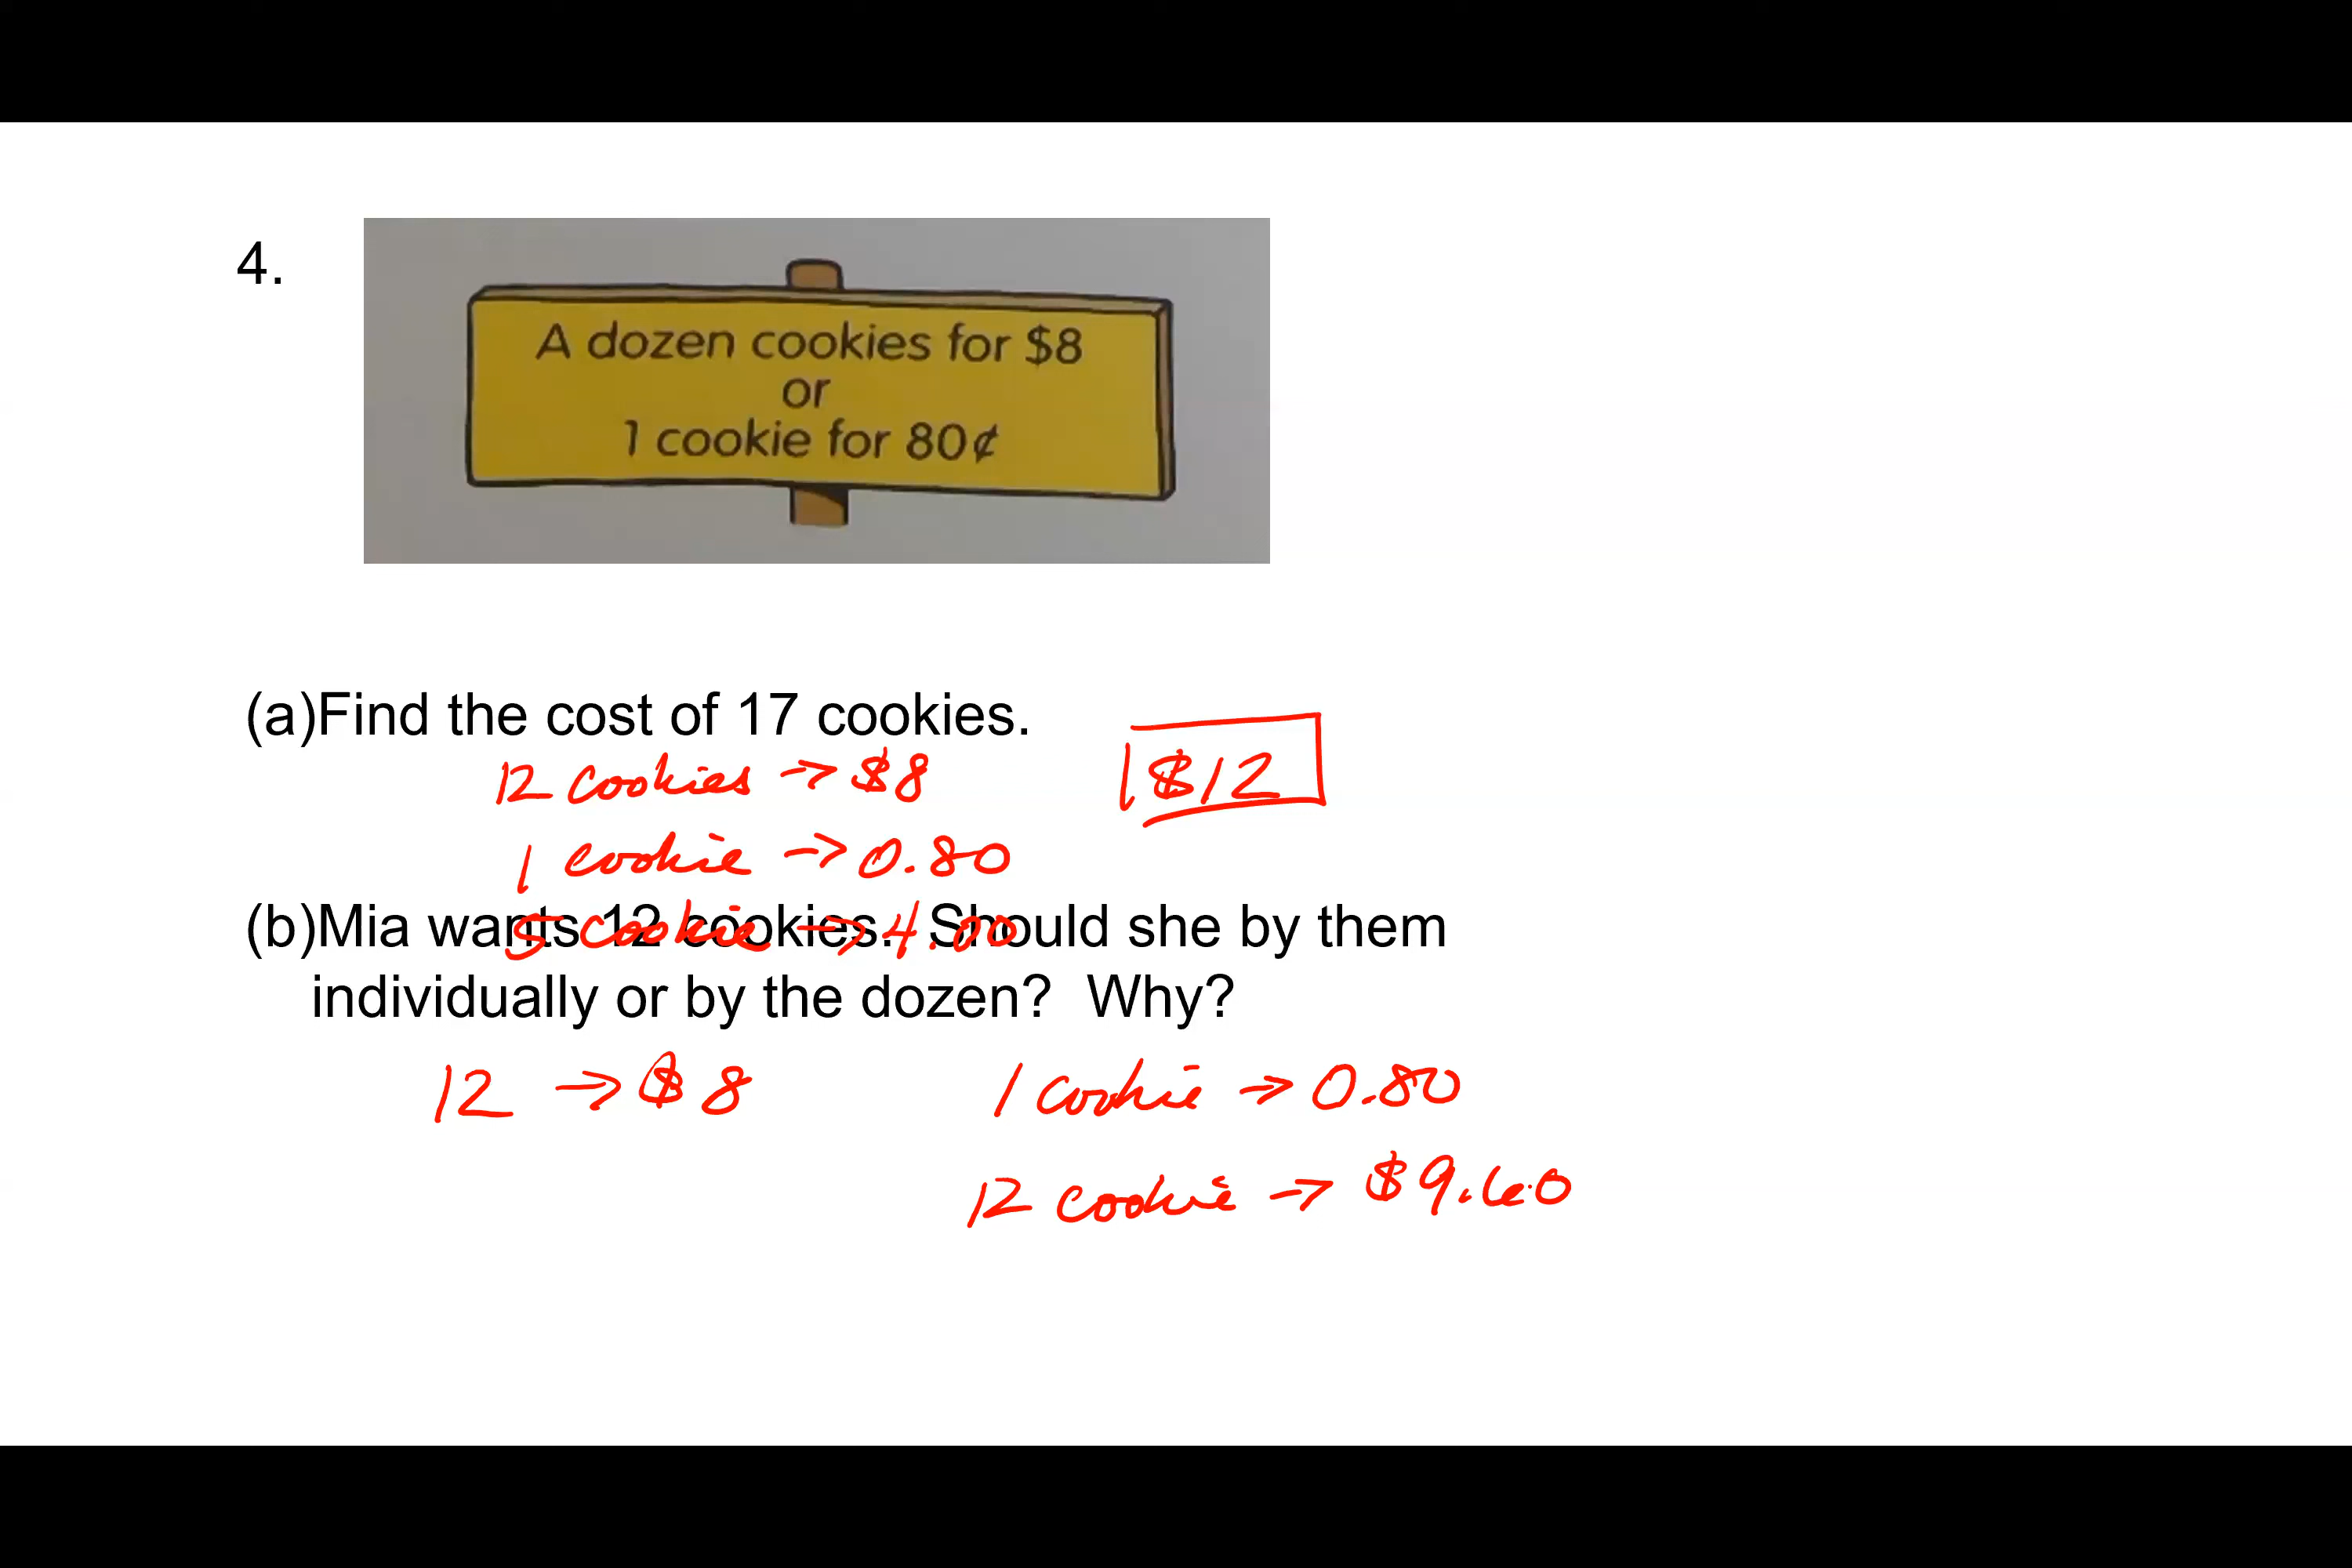 4.
A dozen cookies for $8
or
1 cookie for 80¢
(a)Find the cost of 17 cookies.
12 cookies → $8
$12
1 cookie → 0.80
5 cookie → 4.00
(b)Mia wants 12 cookies. Should she by them
individually or by the dozen? Why?
12 → $8
1 cookie → 0.80
12 cookie → $9.60